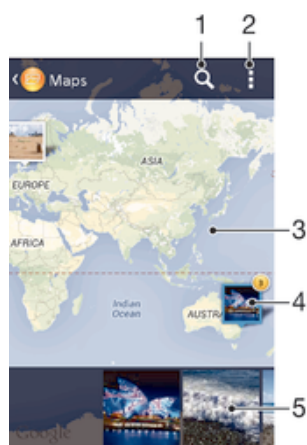 1 2
Maps
ASIA
EUROPE
3
AFRICA
4
Indian
Ocean
AUSTRA
5
Google